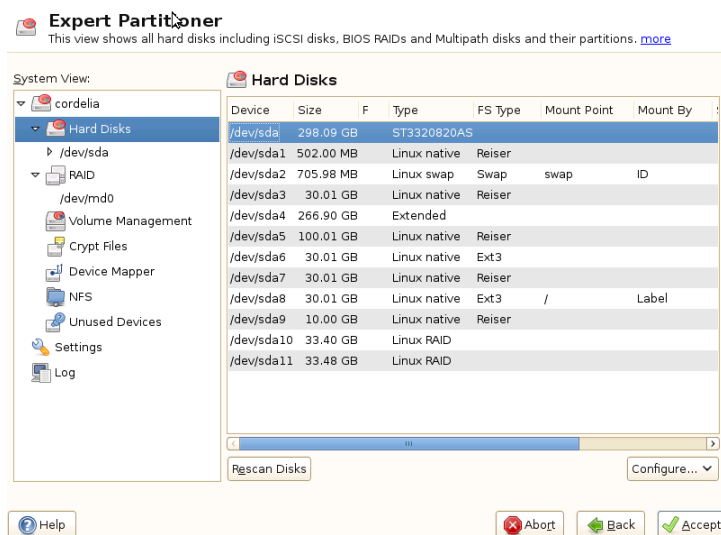 Expert Partitioner
This view shows all hard disks including iSCSI disks, BIOS RAIDs and Multipath disks and their partitions. more
System View:
cordelia
Hard Disks
/dev/sda
RAID
/dev/md0
Volume Management
Crypt Files
Device Mapper
NFS
Unused Devices
Settings
Log
Hard Disks
Device Size F Type FS Type Mount Point Mount By
/dev/sda 298.09 GB ST3320820AS
/dev/sda1 502.00 MB Linux native Reiser
/dev/sda2 705.98 MB Linux swap Swap swap ID
/dev/sda3 30.01 GB Linux native Reiser
/dev/sda4 266.90 GB Extended
/dev/sda5 100.01 GB Linux native Reiser
/dev/sda6 30.01 GB Linux native Ext3
/dev/sda7 30.01 GB Linux native Reiser
/dev/sda8 30.01 GB Linux native Ext3 / Label
/dev/sda9 10.00 GB Linux native Reiser
/dev/sda10 33.40 GB Linux RAID
/dev/sda11 33.48 GB Linux RAID
Rescan Disks Configure...
Help Abort Back Accept